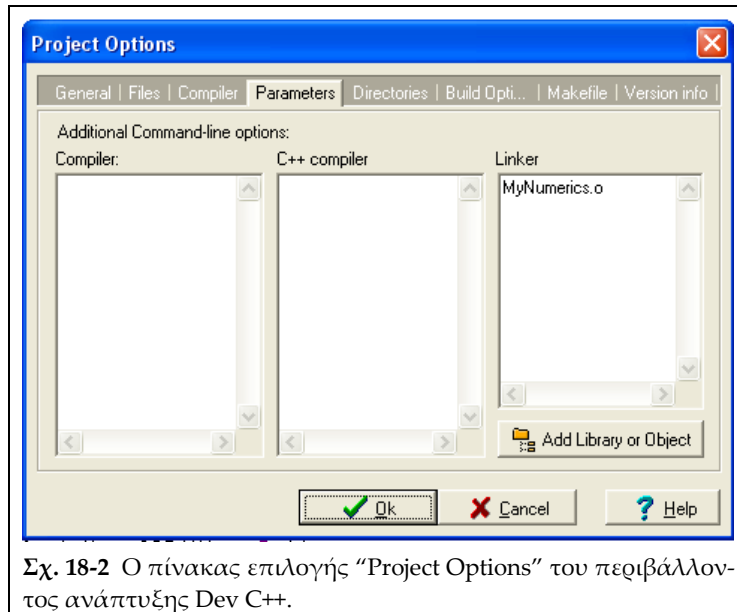 Project Options
General | Files | Compiler Parameters Directories | Build Opti... | Makefile | Version info |
Additional Command-line options:
Compiler: C++ compiler Linker
MyNumerics.o
Add Library or Object
Ok Cancel Help
Σχ. 18-2 Ο πίνακας επιλογής “Project Options” του περιβάλλον-
τος ανάπτυξης Dev C++.